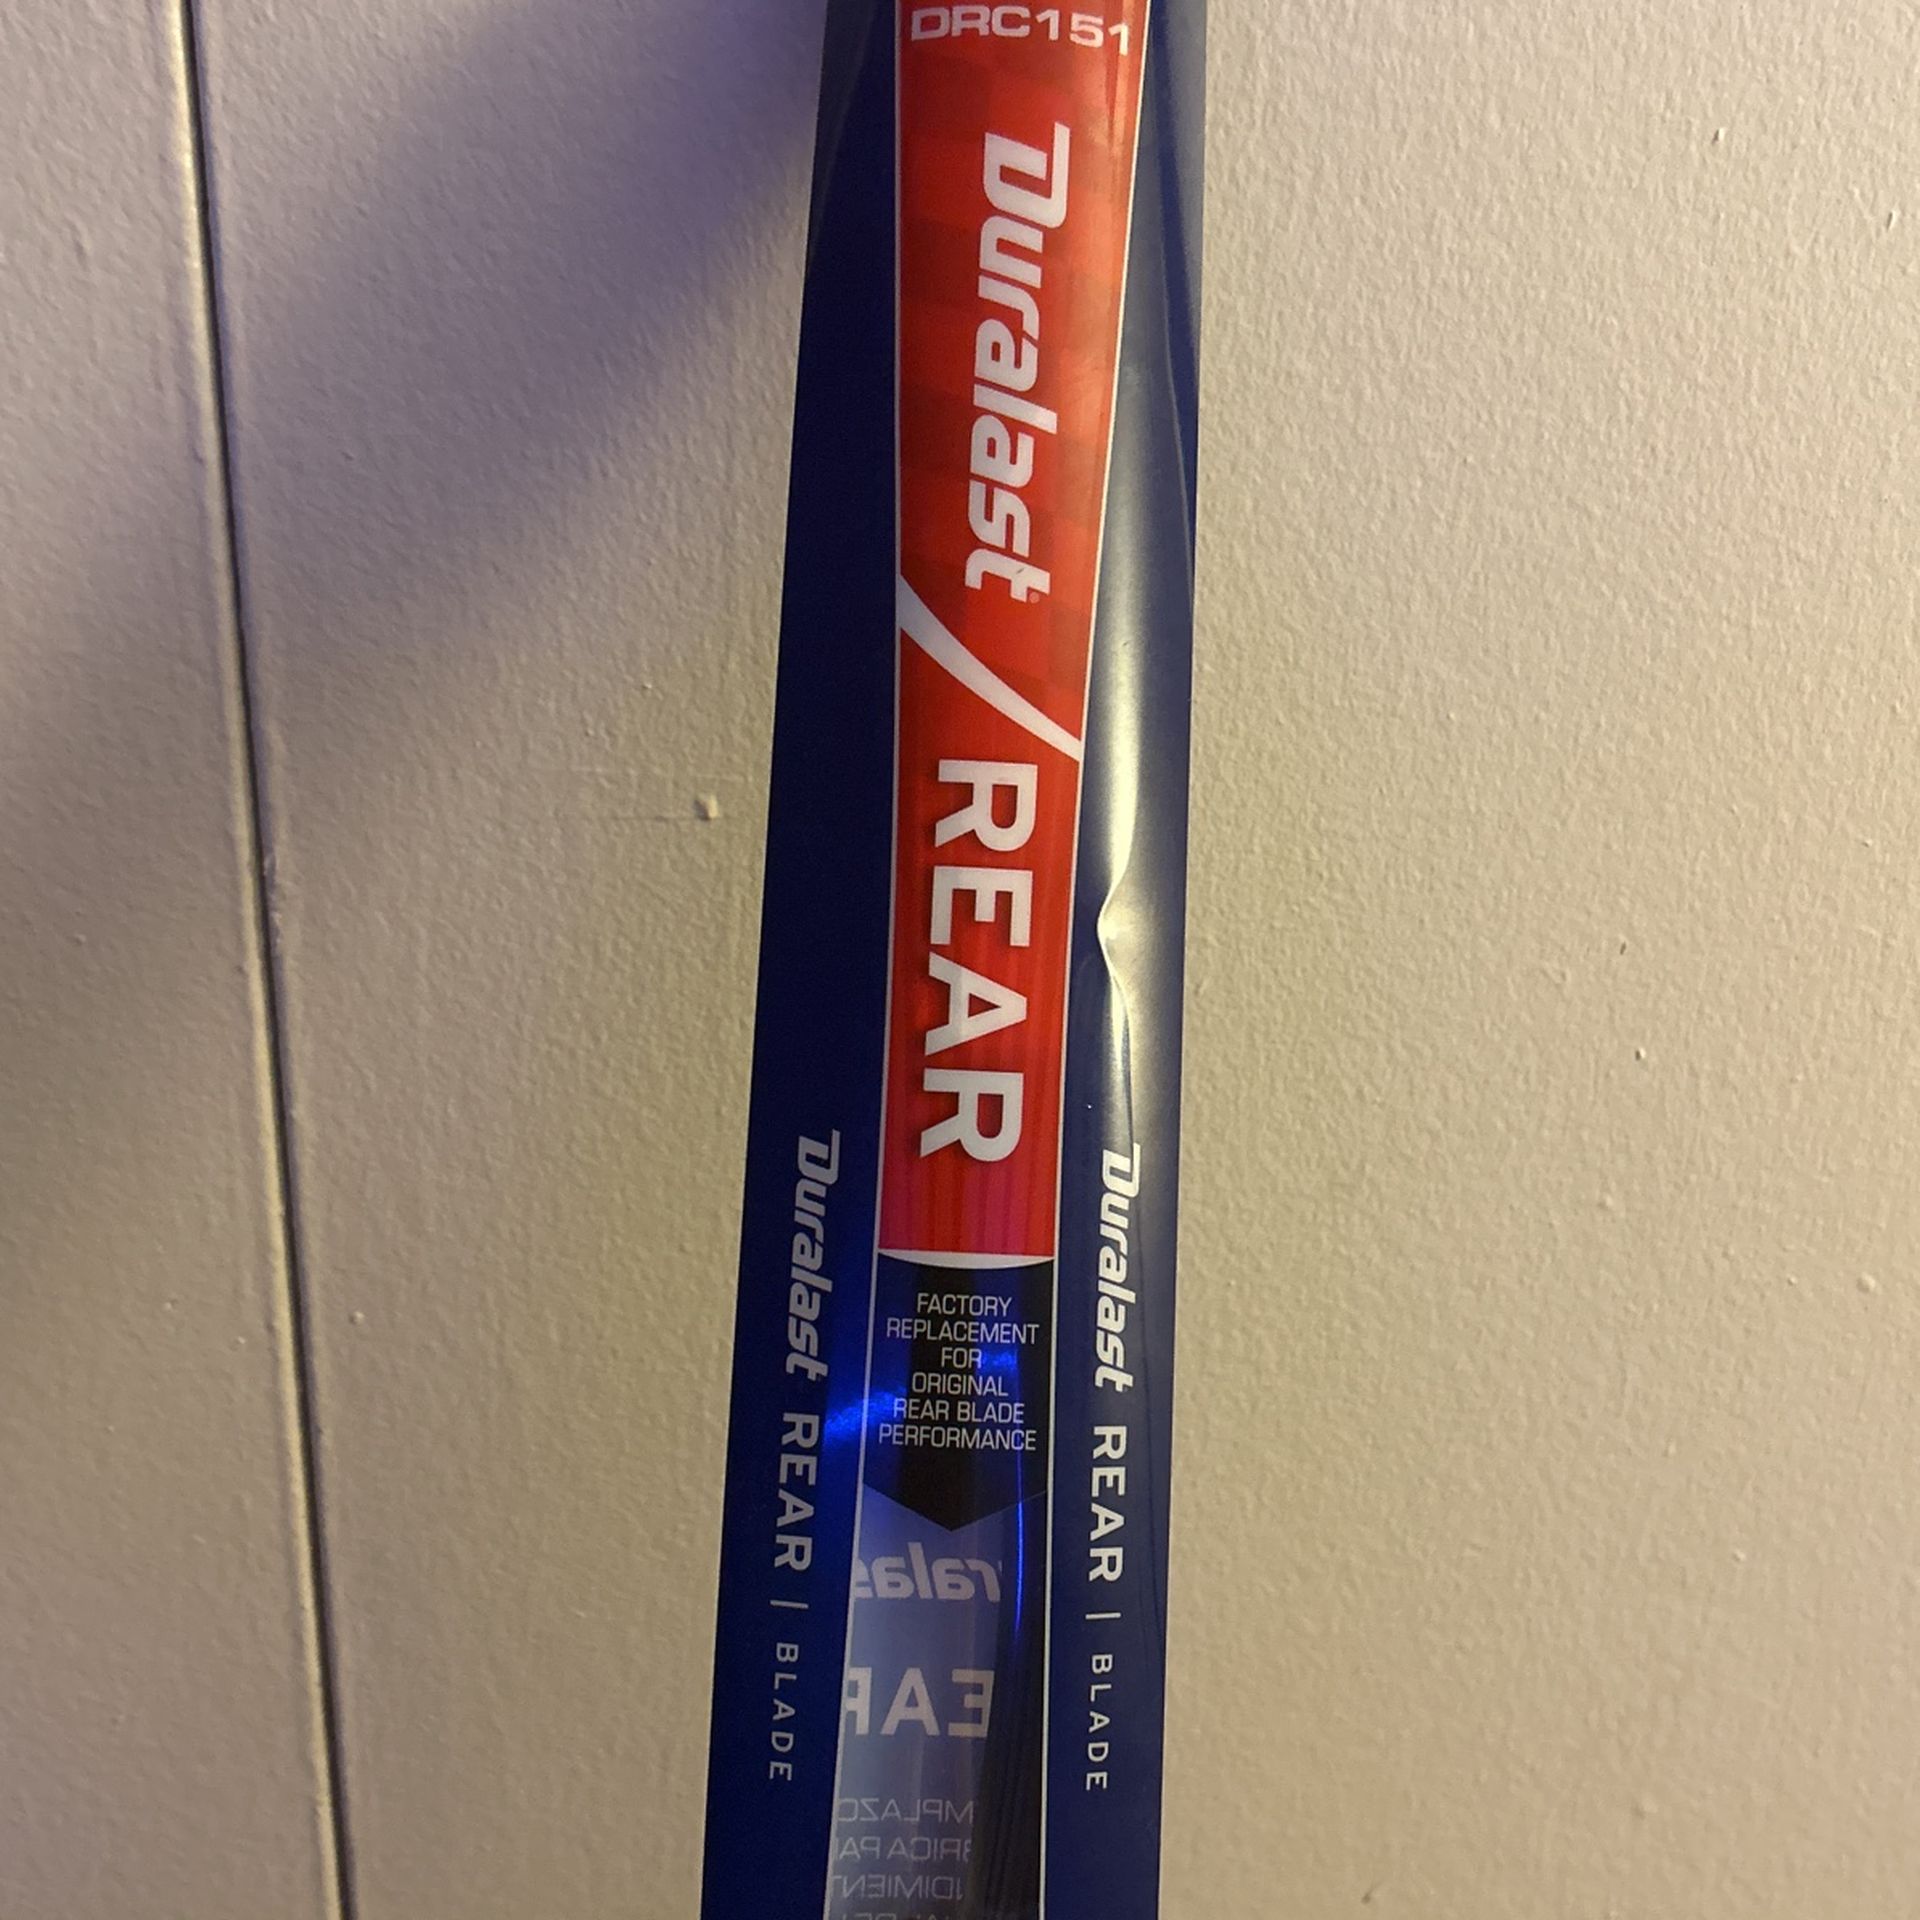 DRC151
Duralast®
REAR
Duralast REAR | BLADE
Duralast REAR | BLADE
FACTORY
REPLACEMENT
FOR
ORIGINAL
REAR BLADE
PERFORMANCE